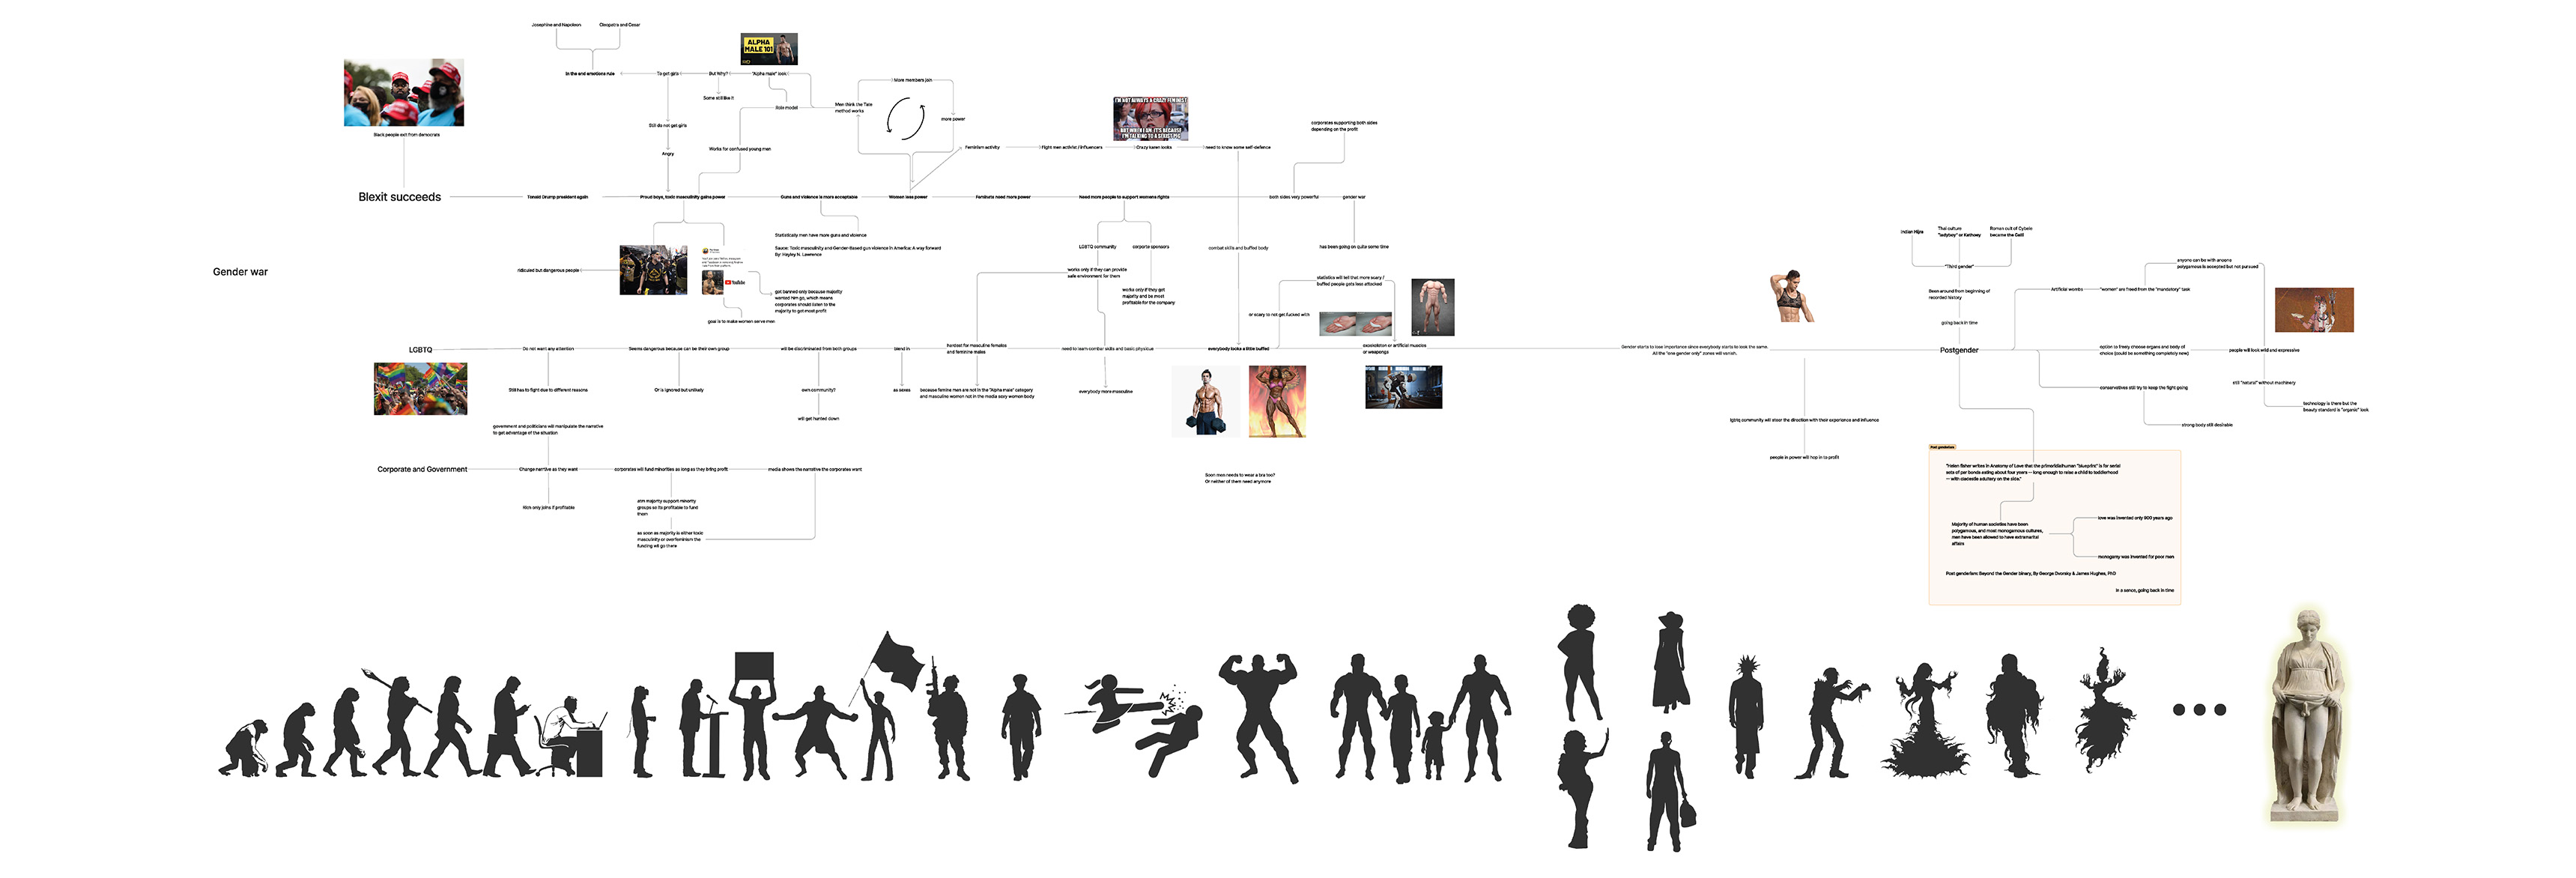 Josephine and Napoleon
Cleopatra and Cesar
ALPHA
MALE 101
In the end emotions rule
To get girls
But Why?
"Alpha male" look
Some still like it
Role model
Men think the Tate
method works
More members join
more power
Still do not get girls
Angry
Works for confused young men
Black people exit from democrats
I'M NOT ALWAYS A CRAZY FEMINIST
BUT WHEN I AM IT'S BECAUSE
I'M TALKING TO A SEXIST PIG
Feminism activity
Fight men activist / influencers
Crazy karen looks
need to know some self-defence
corporates supporting both sides
depending on the profit
Blexit succeeds
Tonald Drump president again
Proud boys, toxic masculinity gains power
Guns and violence is more acceptable
Women less power
Feminists need more power
Need more people to support womens rights
both sides very powerful
gender war
Statistically men have more guns and violence
Sauce: Toxic masculinity and Gender-Based gun violence in America: A way forward
By: Hayley N. Lawrence
LGBTQ community
corporte sponsors
combat skills and buffed body
has been going on quite some time
Gender war
ridiculed but dangerous people
YouTube
got banned only because majority
wanted him go, which means
corporates should listen to the
majority to get most profit
goal is to make women serve men
works only if they can provide
safe environment for them
works only if they get
majority and be most
profitable for the company
statistics will tell that more scary /
buffed people gets less attacked
or scary to not get fucked with
Indian Hijra
Thai culture
"ladyboy" or Kathoey
Roman cult of Cybele
became the Galli
"Third gender"
Been around from beginning of
recorded history
going back in time
Artificial wombs
"women" are freed from the "mandatory" task
anyone can be with anyone
polygamous is accepted but not pursued
LGBTQ
Do not want any attention
Seems dangerous because can be their own group
will be discriminated from both groups
blend in
hardest for masculine females
and feminine males
need to learn combat skills and basic physique
everybody looks a little buffed
exoskeleton or artificial muscles
or weapongs
Gender starts to lose importance since everybody starts to look the same.
All the "one gender only" zones will vanish.
Postgender
option to freely choose organs and body of
choice (could be something completely new)
people will look wild and expressive
Still has to fight due to different reasons
Or is ignored but unlikely
own community?
as sexes
because femine men are not in the "Alpha male" category
and masculine women not in the media sexy women body
everybody more masculine
conservatives still try to keep the fight going
still "natural" without machinery
technology is there but the
beauty standard is "organic" look
will get hunted down
strong body still desirable
government and politicians will manipulate the narrative
to get advantage of the situation
lgtq community will steer the direction with their experience and influence
people in power will hop in to profit
Corporate and Government
Change narrtive as they want
corporates will fund minorities as long as they bring profit
media shows the narrative the corporates want
Soon men needs to wear a bra too?
Or neither of them need anymore
Rich only joins if profitable
atm majority support minority
groups so its profitable to fund
them
as soon as majority is either toxic
masculinity or overfeminism the
funding wil go there
Post genderism
"Helen fisher writes in Anatomy of Love that the primoridialhuman "blueprint" is for serial
sets of pair bonds eating about four years — long enough to raise a child to toddlerhood
— with cladestile adultary on the side."
Majority of human societies have been
polygamous, and most monogamous cultures,
men have been allowed to have extramarital
affairs
love was invented only 900 years ago
monogamy was invented for poor men
Post genderism: Beyond the Gender binary, By George Dvorsky & James Hughes, PhD
In a sence, going back in time